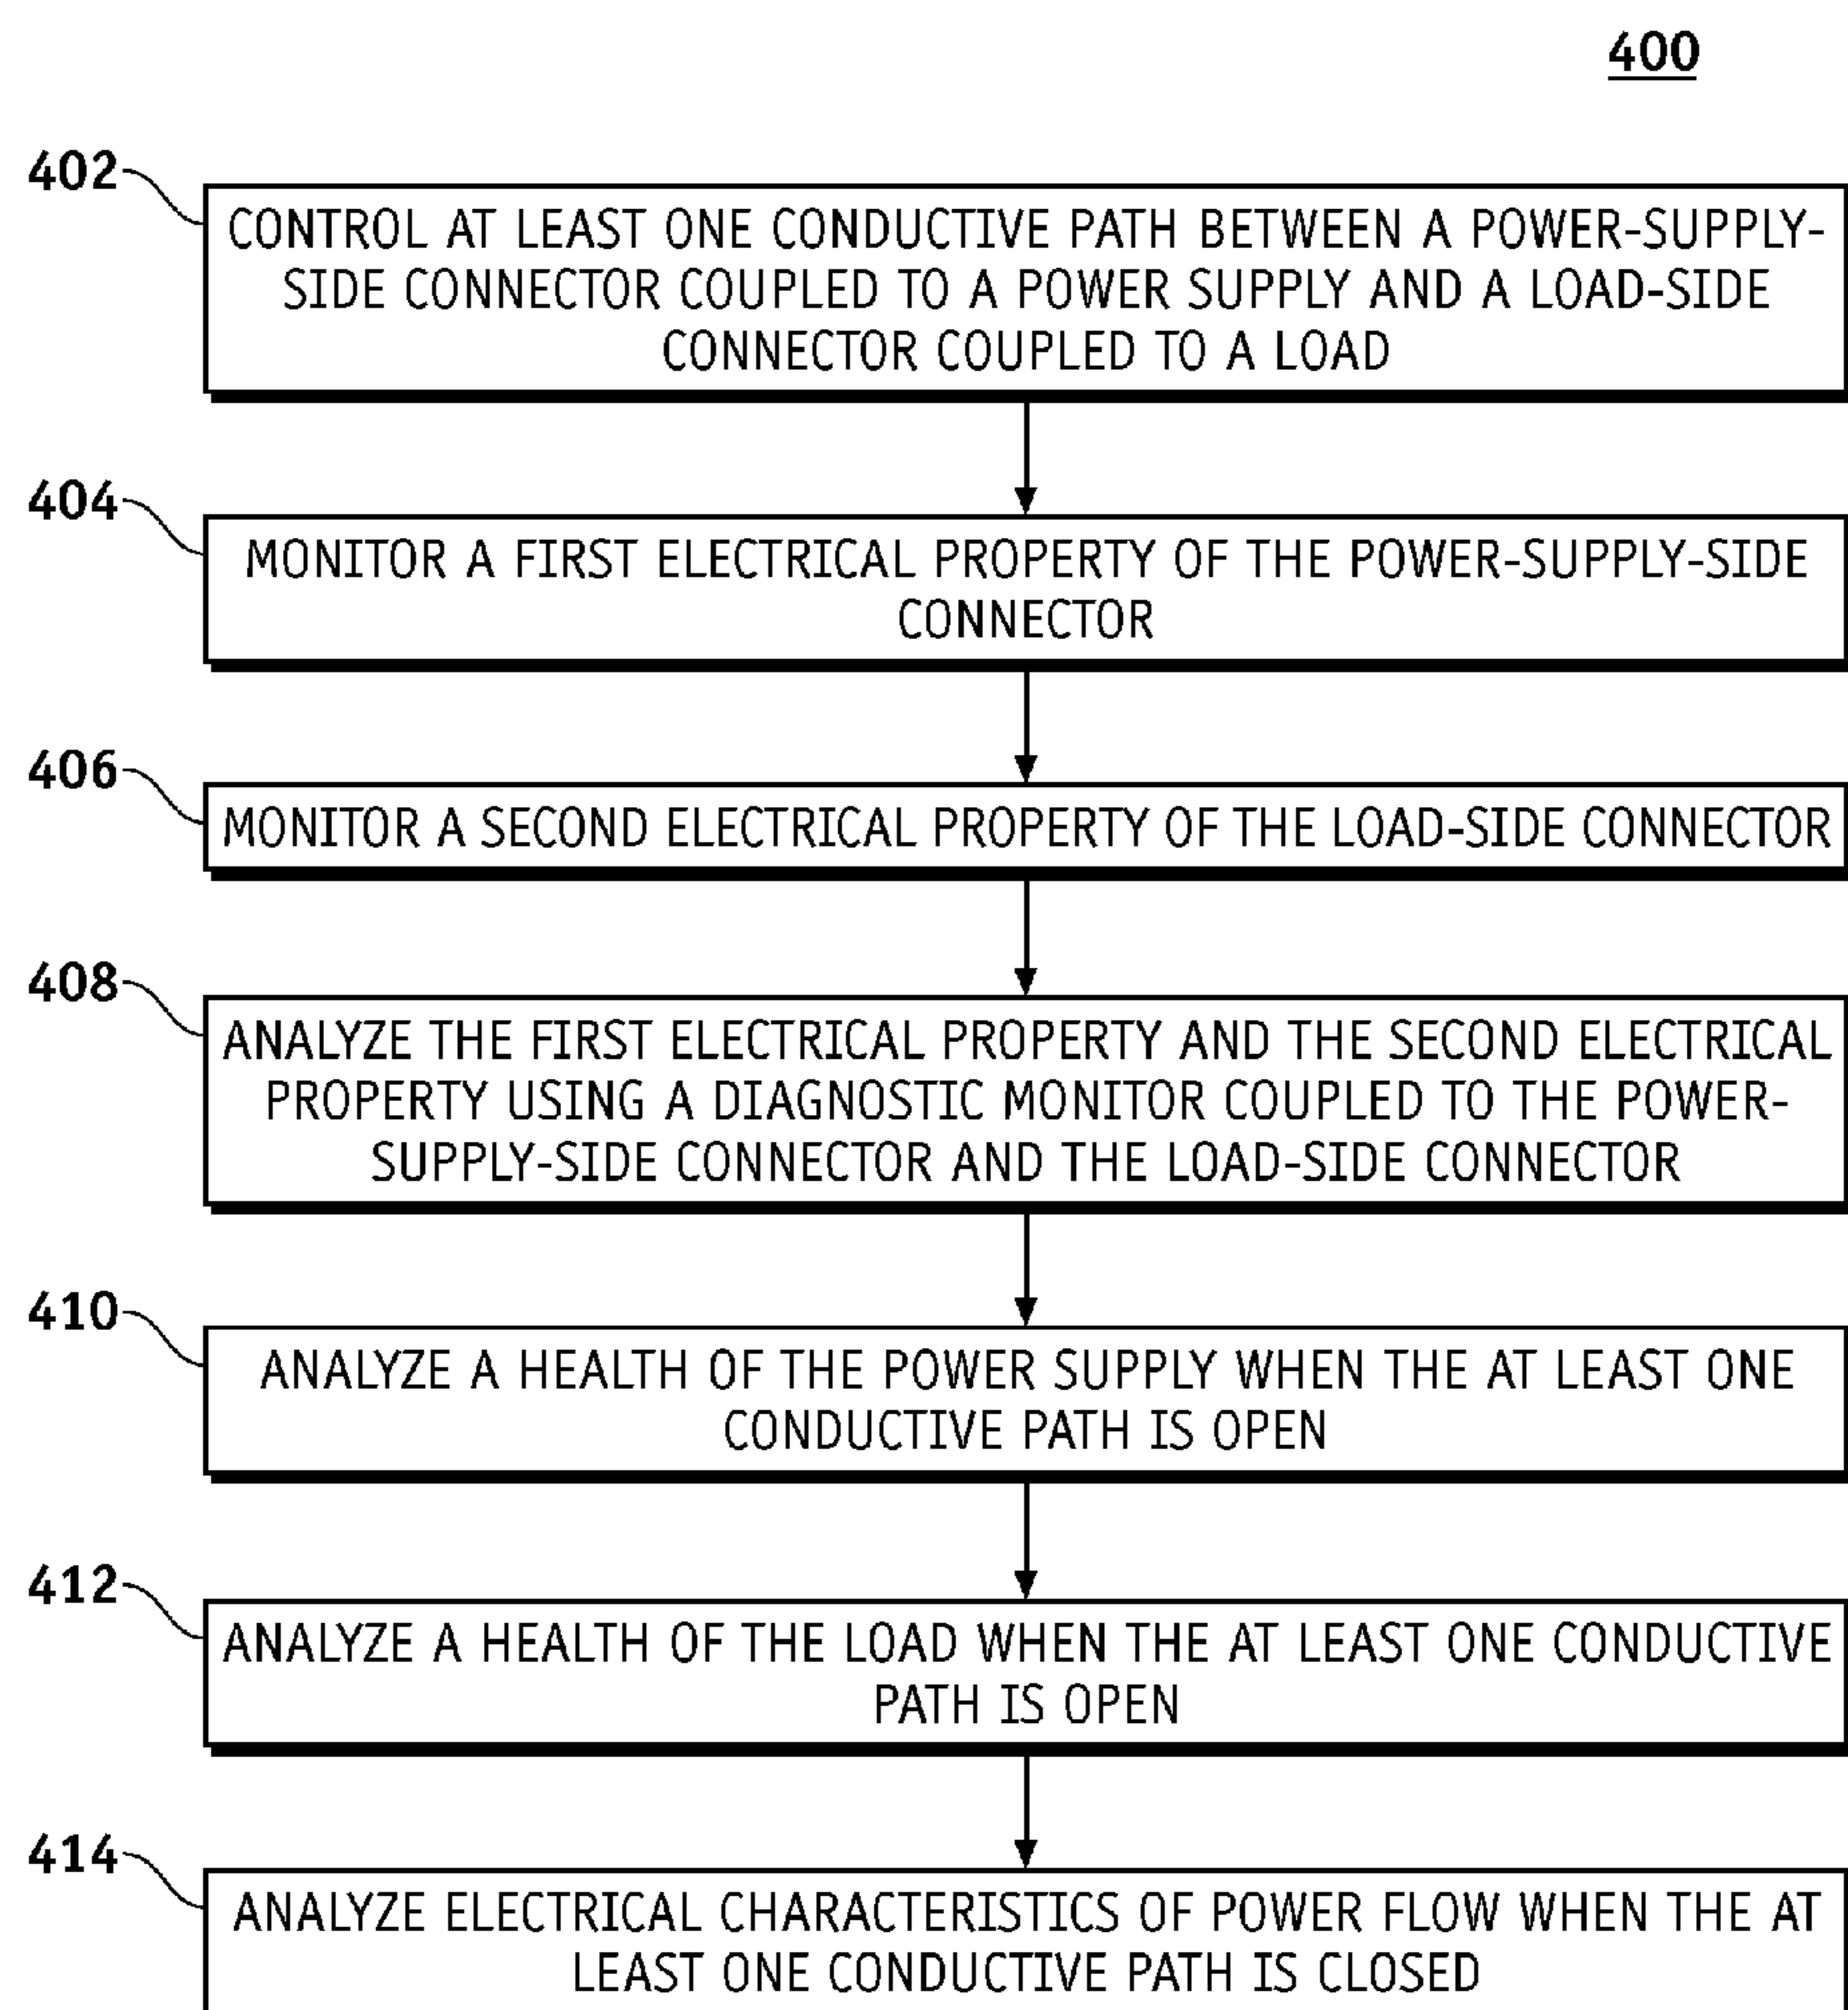 400
402
CONTROL AT LEAST ONE CONDUCTIVE PATH BETWEEN A POWER-SUPPLY-
SIDE CONNECTOR COUPLED TO A POWER SUPPLY AND A LOAD-SIDE
CONNECTOR COUPLED TO A LOAD
404
MONITOR A FIRST ELECTRICAL PROPERTY OF THE POWER-SUPPLY-SIDE
CONNECTOR
406
MONITOR A SECOND ELECTRICAL PROPERTY OF THE LOAD-SIDE CONNECTOR
408
ANALYZE THE FIRST ELECTRICAL PROPERTY AND THE SECOND ELECTRICAL
PROPERTY USING A DIAGNOSTIC MONITOR COUPLED TO THE POWER-
SUPPLY-SIDE CONNECTOR AND THE LOAD-SIDE CONNECTOR
410
ANALYZE A HEALTH OF THE POWER SUPPLY WHEN THE AT LEAST ONE
CONDUCTIVE PATH IS OPEN
412
ANALYZE A HEALTH OF THE LOAD WHEN THE AT LEAST ONE CONDUCTIVE
PATH IS OPEN
414
ANALYZE ELECTRICAL CHARACTERISTICS OF POWER FLOW WHEN THE AT
LEAST ONE CONDUCTIVE PATH IS CLOSED